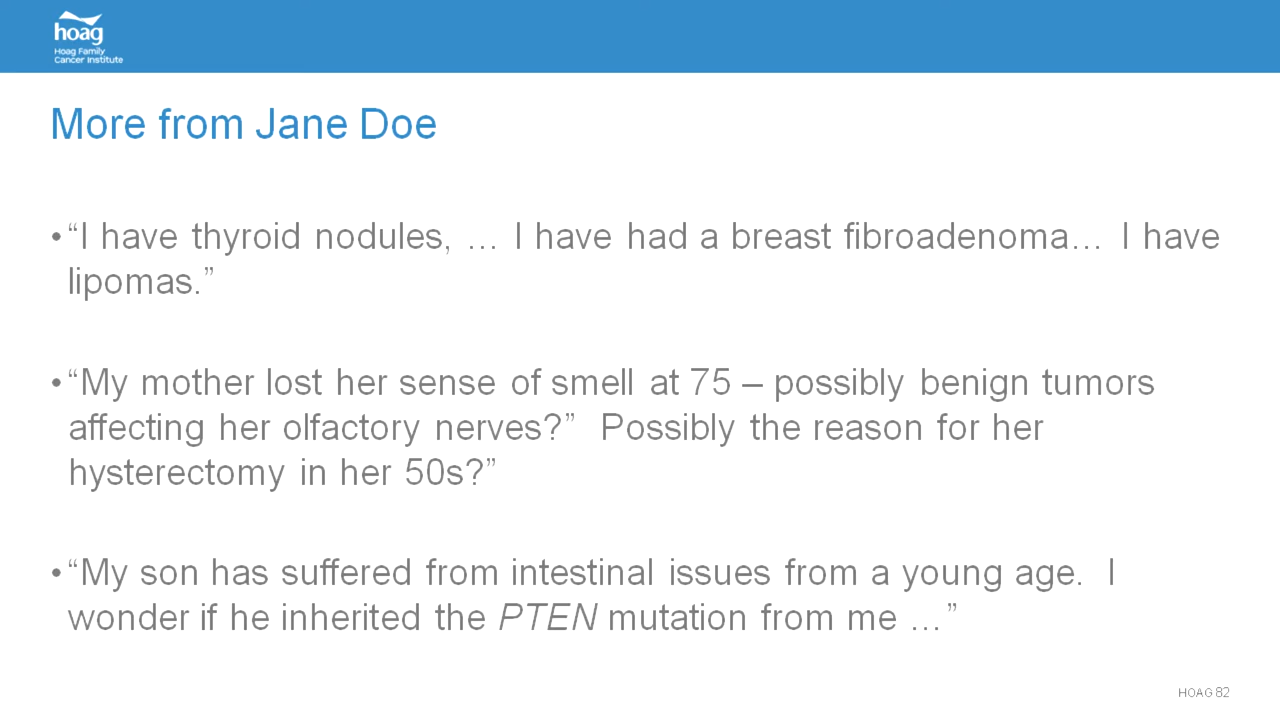 hoag
Hoag Family
Cancer Institute
More from Jane Doe
• “I have thyroid nodules, … I have had a breast fibroadenoma… I have
lipomas.”
• “My mother lost her sense of smell at 75 – possibly benign tumors
affecting her olfactory nerves?” Possibly the reason for her
hysterectomy in her 50s?”
• “My son has suffered from intestinal issues from a young age. I
wonder if he inherited the PTEN mutation from me …”
HOAG 82